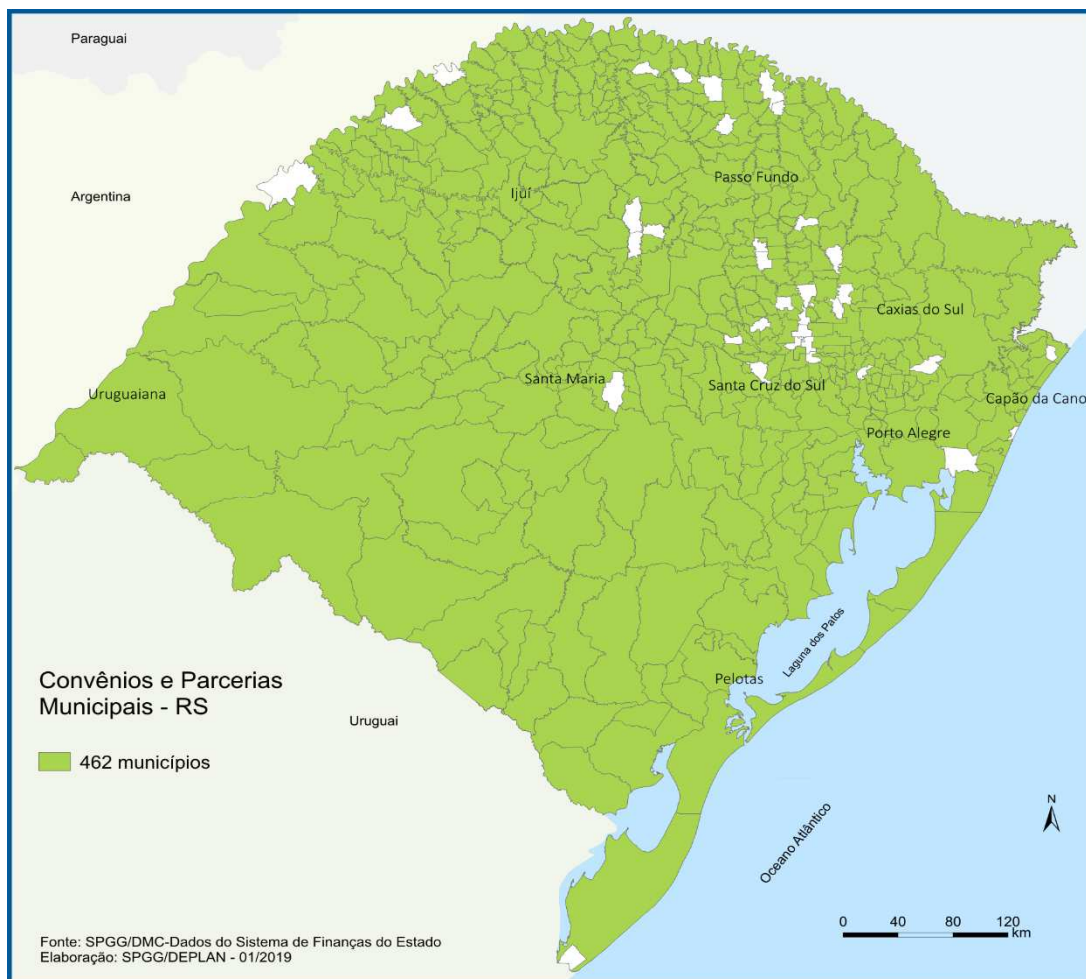 Paraguai
Argentina
Passo Fundo
Ijuí
Caxias do Sul
Santa Maria
Santa Cruz do Sul
Uruguaiana
Capão da Cano
Porto Alegre
Laguna dos Patos
Pelotas
Convênios e Parcerias
Municipais - RS
Uruguai
462 municípios
Oceano Atlântico
N
0 40 80 120
km
Fonte: SPGG/DMC-Dados do Sistema de Finanças do Estado
Elaboração: SPGG/DEPLAN - 01/2019